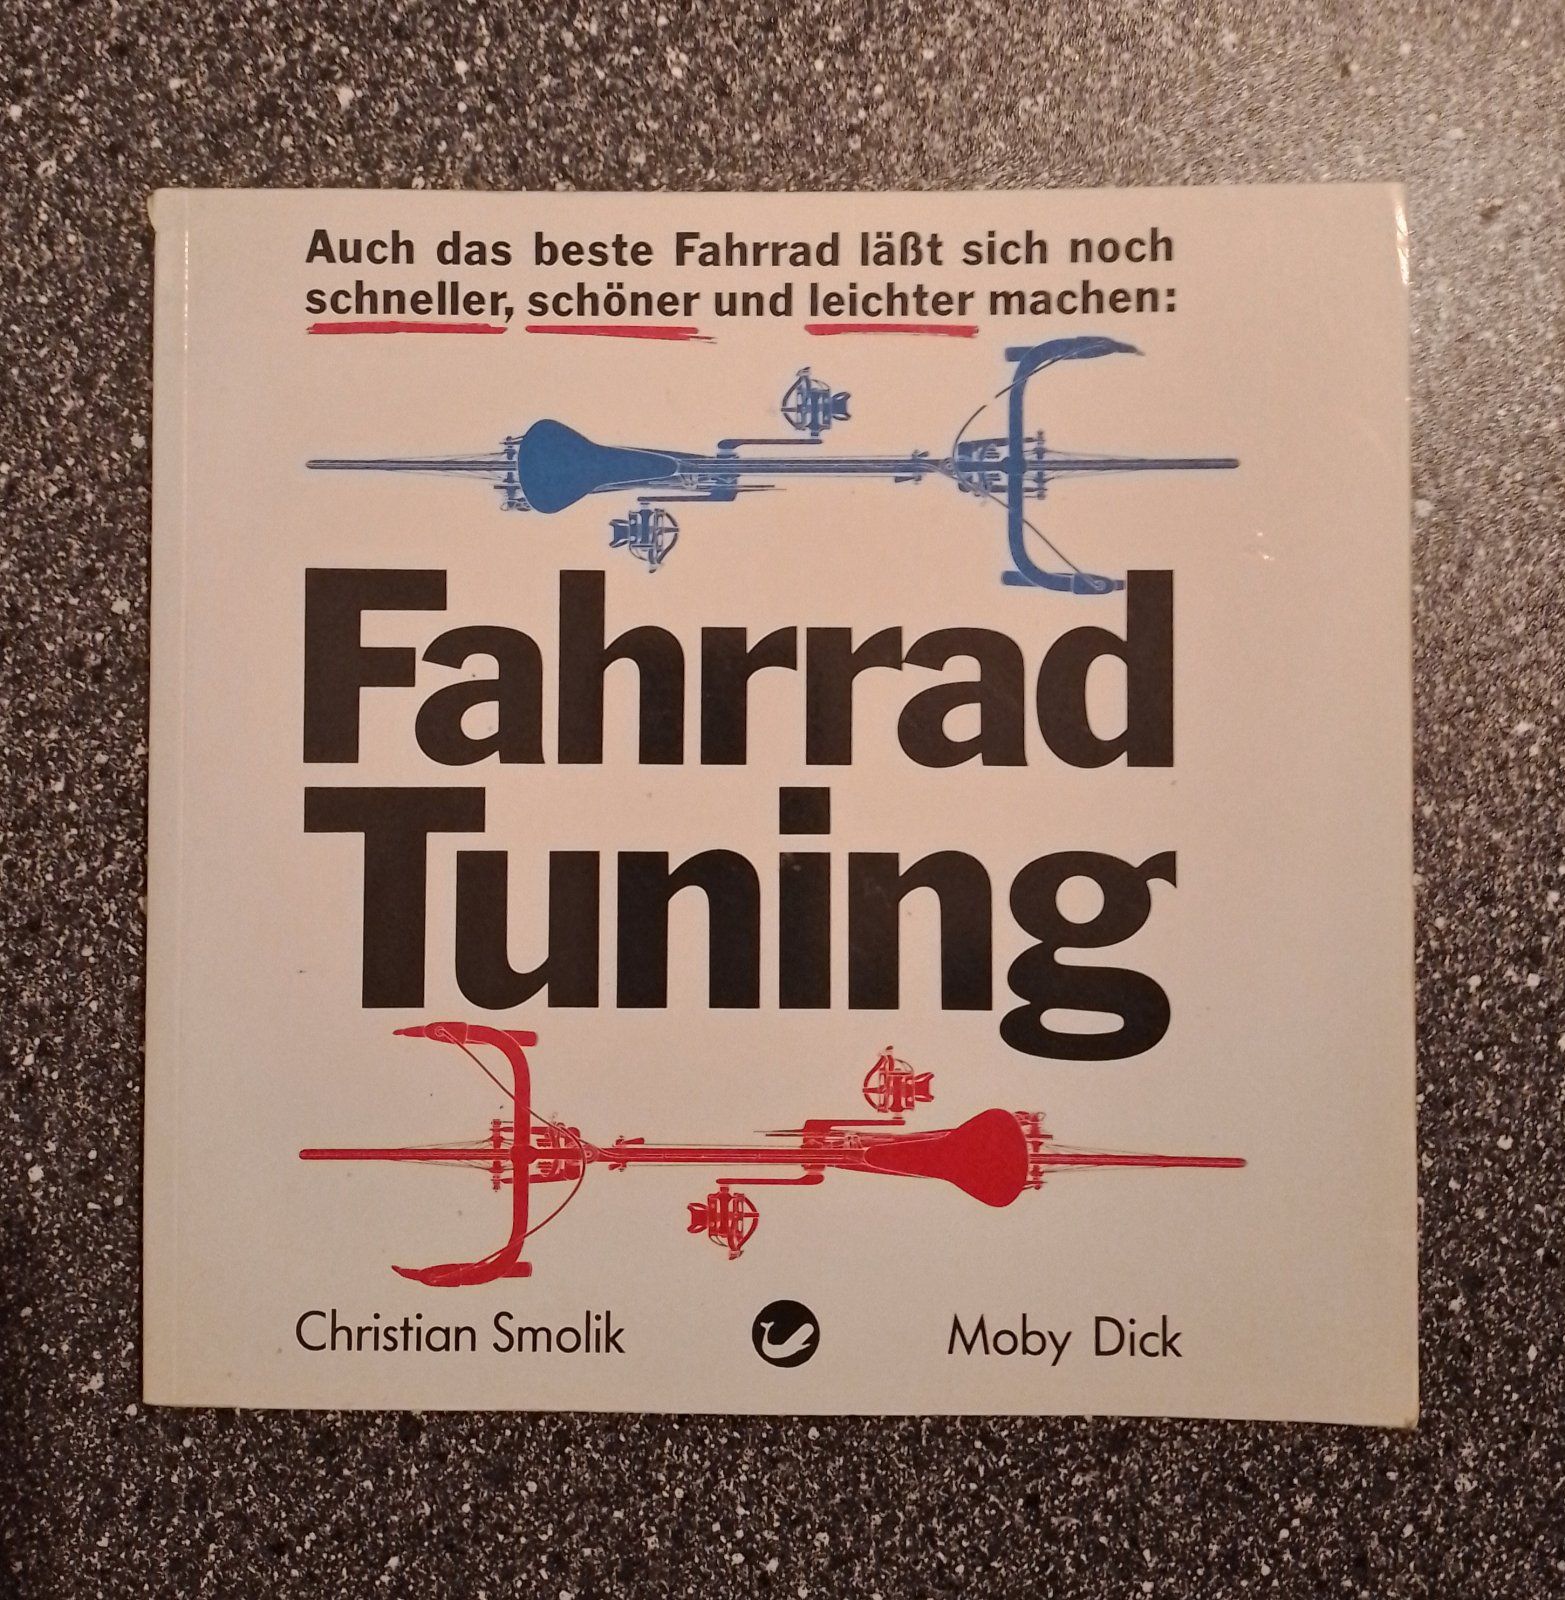 Auch das beste Fahrrad läßt sich noch
schneller, schöner und leichter machen:
Fahrrad
Tuning
Christian Smolik
Moby Dick